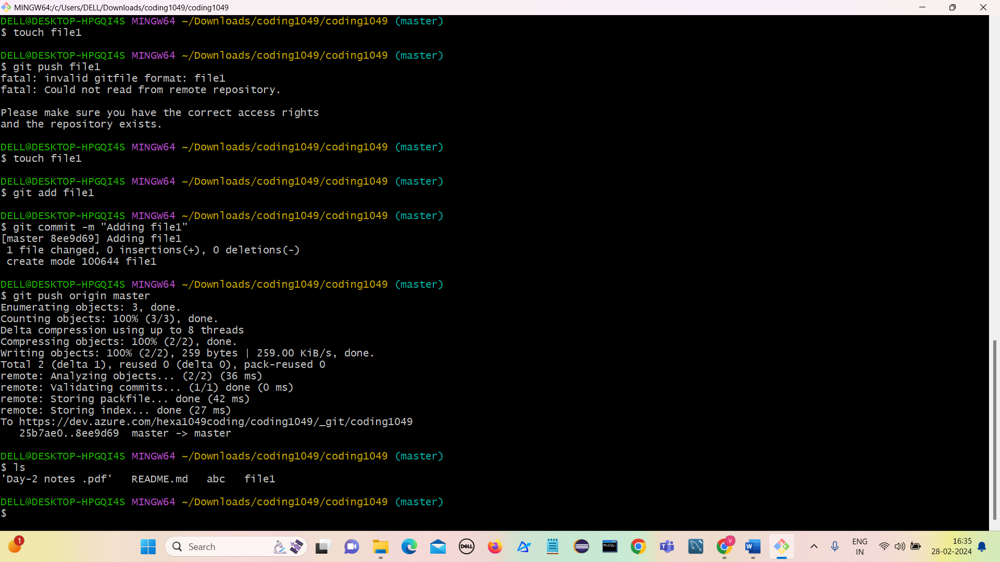 MINGW64:/c/Users/DELL/Downloads/coding1049/coding1049
DELL@DESKTOP-HPGQI4S MINGW64 ~/Downloads/coding1049/coding1049 (master)
$ touch file1
DELL@DESKTOP-HPGQI4S MINGW64 ~/Downloads/coding1049/coding1049 (master)
$ git push file1
fatal: invalid gitfile format: file1
fatal: Could not read from remote repository.
Please make sure you have the correct access rights
and the repository exists.
DELL@DESKTOP-HPGQI4S MINGW64 ~/Downloads/coding1049/coding1049 (master)
$ touch file1
DELL@DESKTOP-HPGQI4S MINGW64 ~/Downloads/coding1049/coding1049 (master)
$ git add file1
DELL@DESKTOP-HPGQI4S MINGW64 ~/Downloads/coding1049/coding1049 (master)
$ git commit -m "Adding file1"
[master 8ee9d69] Adding file1
 1 file changed, 0 insertions(+), 0 deletions(-)
 create mode 100644 file1
DELL@DESKTOP-HPGQI4S MINGW64 ~/Downloads/coding1049/coding1049 (master)
$ git push origin master
Enumerating objects: 3, done.
Counting objects: 100% (3/3), done.
Delta compression using up to 8 threads
Compressing objects: 100% (2/2), done.
Writing objects: 100% (2/2), 259 bytes | 259.00 KiB/s, done.
Total 2 (delta 1), reused 0 (delta 0), pack-reused 0
remote: Analyzing objects... (2/2) (36 ms)
remote: Validating commits... (1/1) done (0 ms)
remote: Storing packfile... done (42 ms)
remote: Storing index... done (27 ms)
To https://dev.azure.com/hexa1049coding/coding1049/_git/coding1049
   25b7ae0..8ee9d69  master -> master
DELL@DESKTOP-HPGQI4S MINGW64 ~/Downloads/coding1049/coding1049 (master)
$ ls
'Day-2 notes .pdf'   README.md   abc   file1
DELL@DESKTOP-HPGQI4S MINGW64 ~/Downloads/coding1049/coding1049 (master)
$
1
Search
DELL
MySQL
V
W
ENG
IN
16:35
28-02-2024